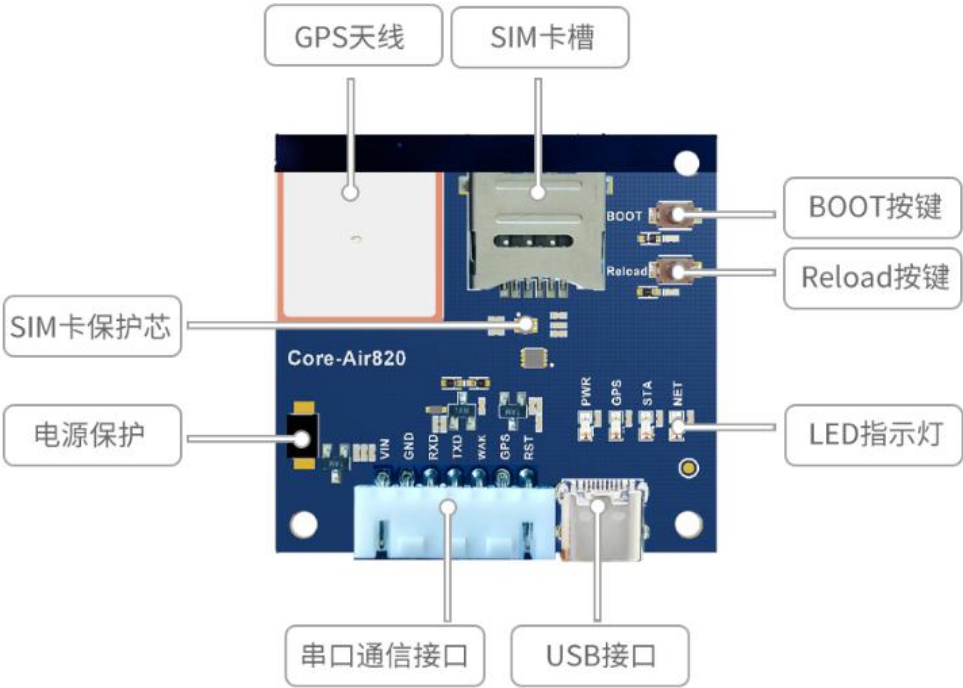 GPS天线
SIM卡槽
BOOT
BOOT按键
Reload
Reload按键
SIM卡保护芯
Core-Air820
PWR
GPS
STA
NET
电源保护
LED指示灯
VIN
GND
RXD
TXD
WAK
GPS
RST
串口通信接口
USB接口